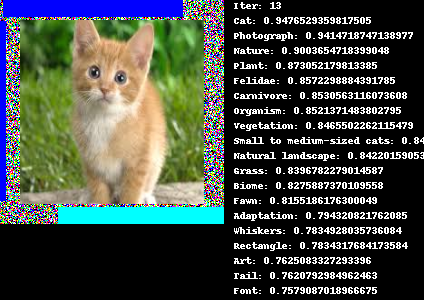 Iter: 13
Cat: 0.9476529359817505
Photograph: 0.9414718747138977
Nature: 0.9003654718399048
Plant: 0.873052179813385
Felidae: 0.8572298884391785
Carnivore: 0.8530563116073608
Organism: 0.8521371483802795
Vegetation: 0.8465502262115479
Small to medium-sized cats: 0.84
Natural landscape: 0.84220159053
Grass: 0.8396782279014587
Biome: 0.8275887370109558
Fawn: 0.8155186176300049
Adaptation: 0.794320821762085
Whiskers: 0.7834928035736084
Rectangle: 0.7834317684173584
Art: 0.7625083327293396
Tail: 0.7620792984962463
Font: 0.7579087018966675